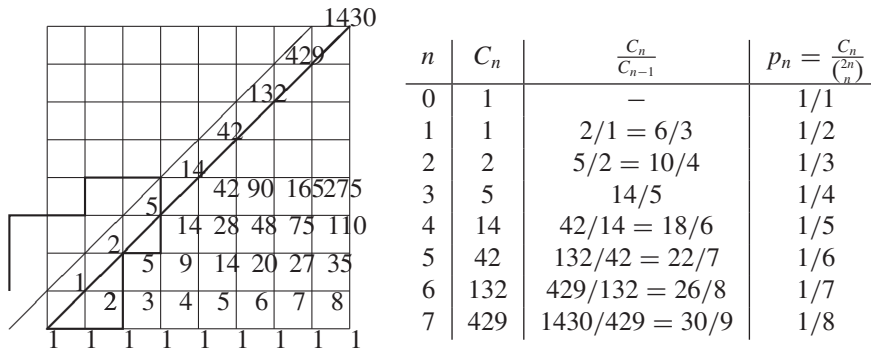 1430
429
132
42
14 42 90 165 275
5 14 28 48 75 110
2 5 9 14 20 27 35
1 2 3 4 5 6 7 8
1 1 1 1 1 1 1 1 1
n C_n \frac{C_n}{C_{n-1}} p_n = \frac{C_n}{\binom{2n}{n}}
0 1 – 1/1
1 1 2/1 = 6/3 1/2
2 2 5/2 = 10/4 1/3
3 5 14/5 1/4
4 14 42/14 = 18/6 1/5
5 42 132/42 = 22/7 1/6
6 132 429/132 = 26/8 1/7
7 429 1430/429 = 30/9 1/8